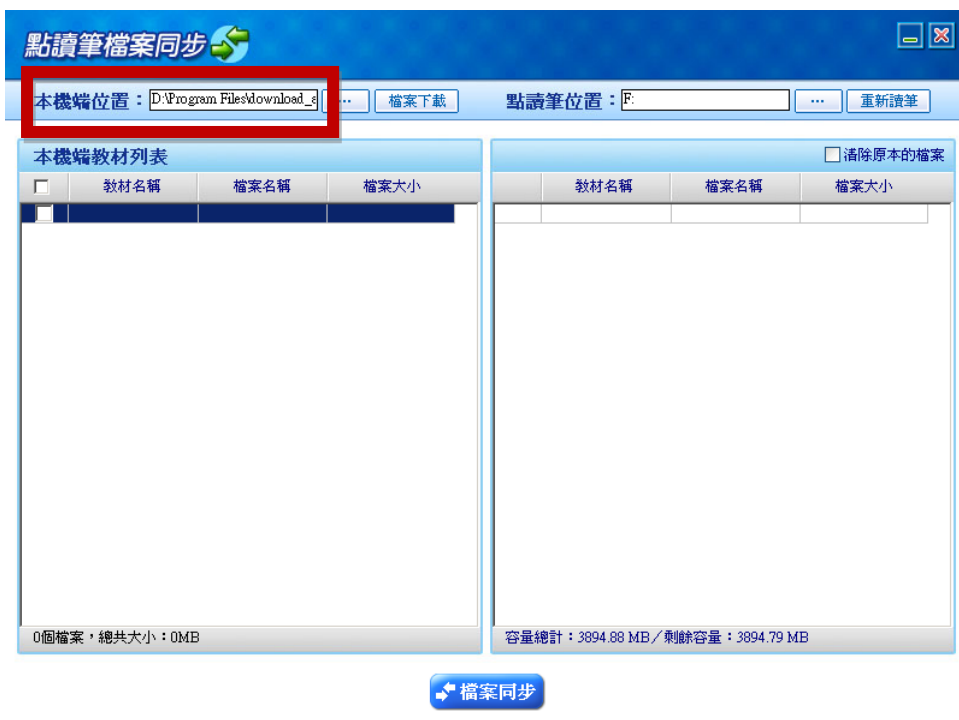 點讀筆檔案同步
本機端位置：D:\Program Files\download_a ... 檔案下載 點讀筆位置：F: ... 重新讀筆
本機端教材列表 清除原本的檔案
教材名稱 檔案名稱 檔案大小 教材名稱 檔案名稱 檔案大小
0個檔案，總共大小：0MB 容量總計：3894.88 MB／剩餘容量：3894.79 MB
檔案同步